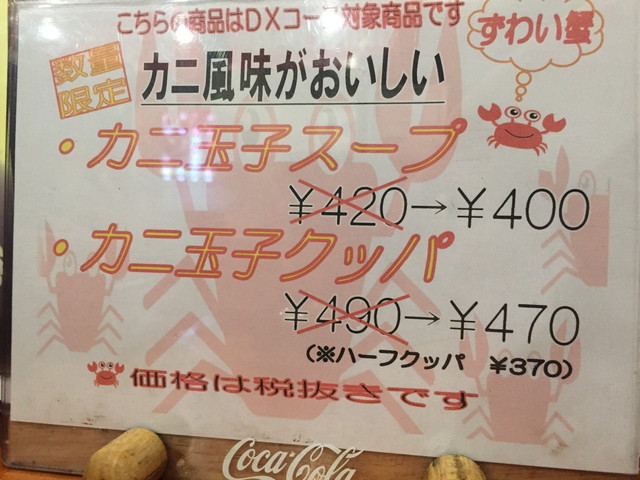 こちらの商品はDXコース対象商品です
ずわい蟹
数量
限定
カニ風味がおいしい
・カニ玉子スープ
¥420→¥400
・カニ玉子クッパ
¥490→¥470
(※ハーフクッパ ¥370)
価格は税抜きです
Coca-Cola